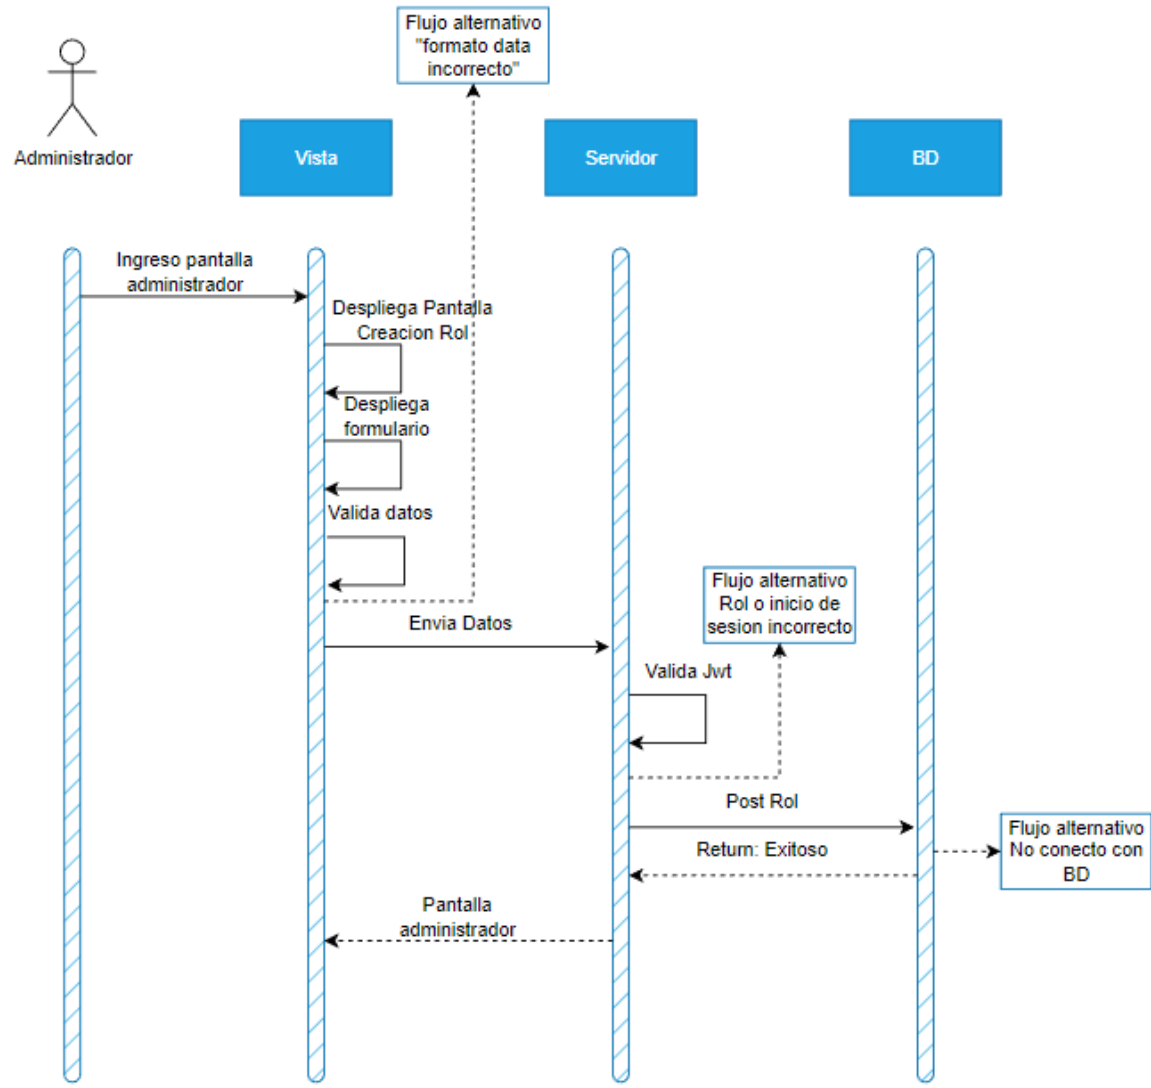 Flujo alternativo
"formato data
incorrecto"
Administrador
Vista
Servidor
BD
Ingreso pantalla
administrador
Despliega Pantalla
Creacion Rol
Despliega
formulario
Valida datos
Flujo alternativo
Rol o inicio de
sesion incorrecto
Envia Datos
Valida Jwt
Post Rol
Flujo alternativo
No conecto con
BD
Return: Exitoso
Pantalla
administrador